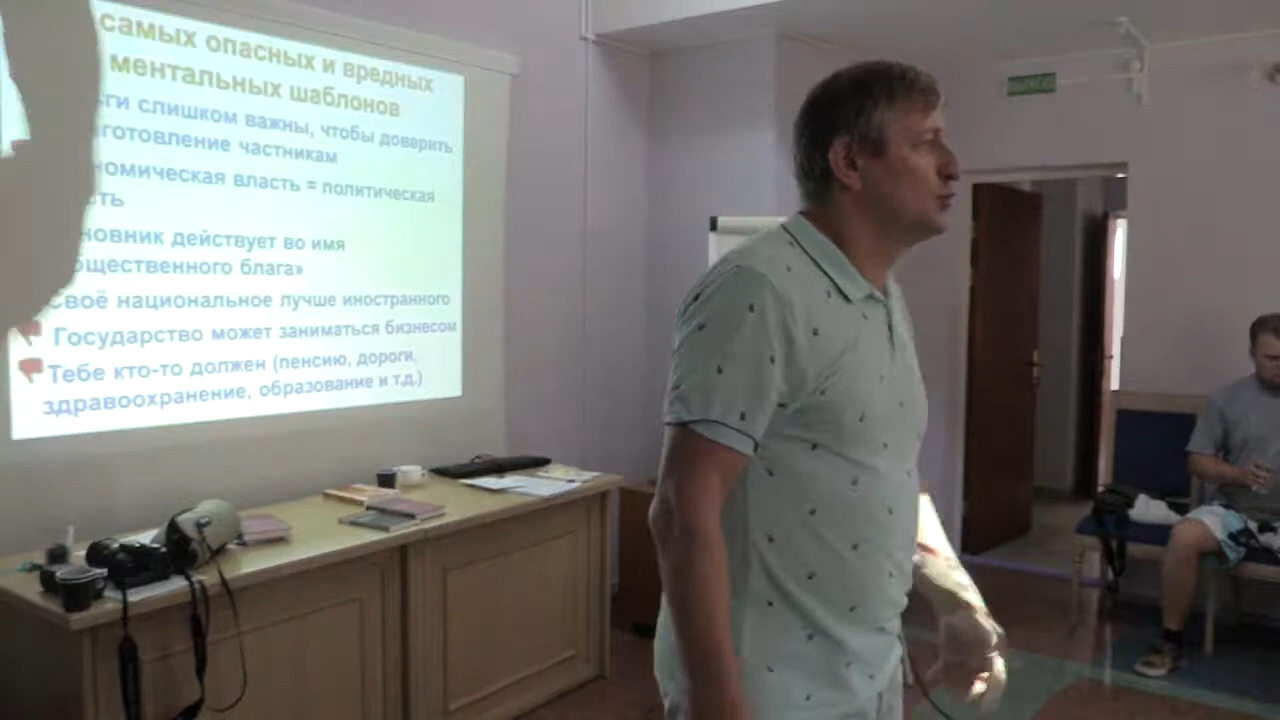 самых опасных и вредных
ментальных шаблонов
слишком важны, чтобы доверить
частникам
власть = политическая
действует во имя
блага»
Своё национальное лучше иностранного
Государство может заниматься бизнесом
Тебе кто-то должен (пенсию, дороги,
здравоохранение, образование и т.д.)